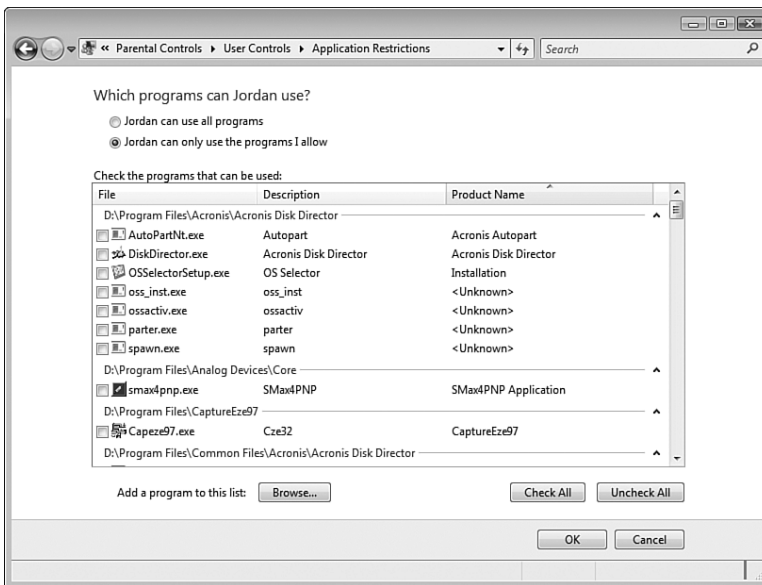 « Parental Controls ▸ User Controls ▸ Application Restrictions Search
Which programs can Jordan use?
Jordan can use all programs
Jordan can only use the programs I allow
Check the programs that can be used:
File Description Product Name
D:\Program Files\Acronis\Acronis Disk Director
AutoPartNt.exe Autopart Acronis Autopart
DiskDirector.exe Acronis Disk Director Acronis Disk Director
OSSelectorSetup.exe OS Selector Installation
oss_inst.exe oss_inst <Unknown>
ossactiv.exe ossactiv <Unknown>
parter.exe parter <Unknown>
spawn.exe spawn <Unknown>
D:\Program Files\Analog Devices\Core
smax4pnp.exe SMax4PNP SMax4PNP Application
D:\Program Files\CaptureEze97
Capeze97.exe Cze32 CaptureEze97
D:\Program Files\Common Files\Acronis\Acronis Disk Director
Add a program to this list: Browse... Check All Uncheck All
OK Cancel